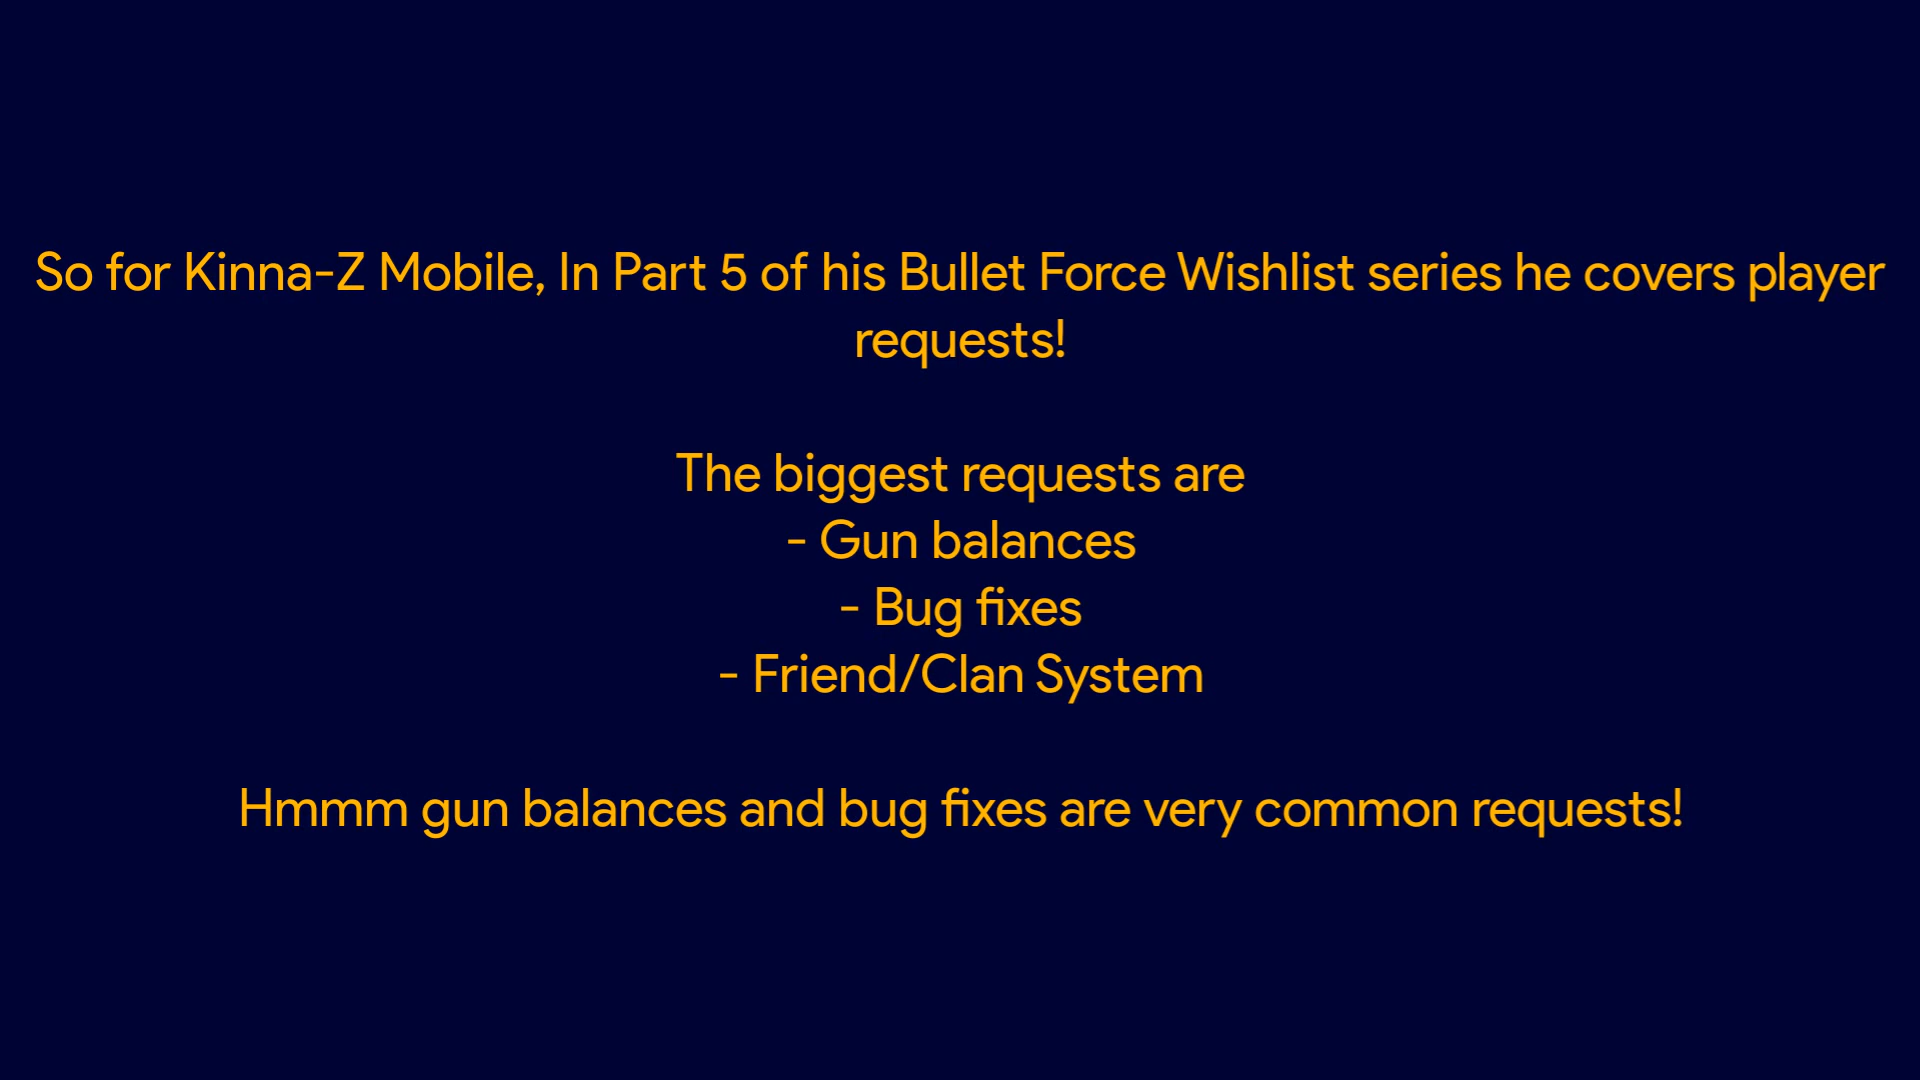 So for Kinna-Z Mobile, In Part 5 of his Bullet Force Wishlist series he covers player
requests!
The biggest requests are
- Gun balances
- Bug fixes
- Friend/Clan System
Hmmm gun balances and bug fixes are very common requests!